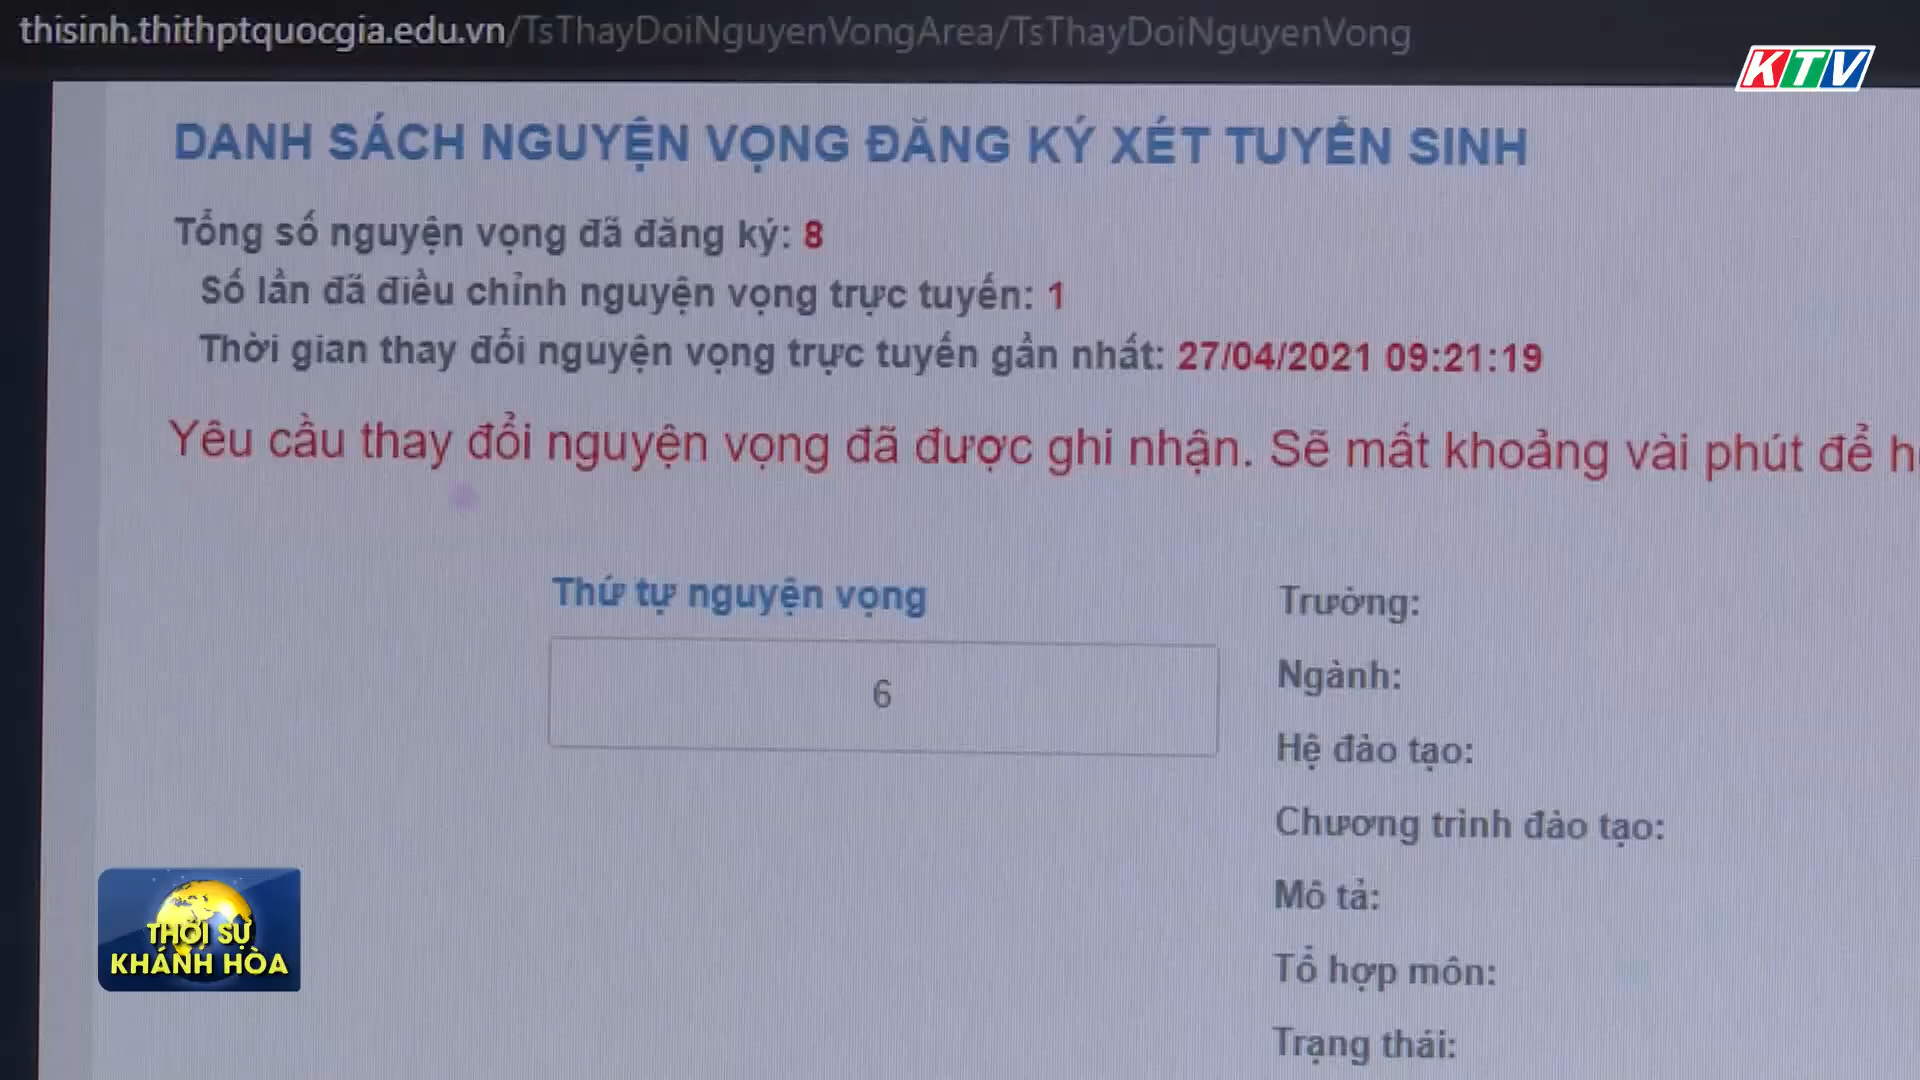 thisinh.thithptquocgia.edu.vn/TsThayDoiNguyenVongArea/TsThayDoiNguyenVong
KTV
DANH SÁCH NGUYỆN VỌNG ĐĂNG KÝ XÉT TUYỂN SINH
Tổng số nguyện vọng đã đăng ký: 8
Số lần đã điều chỉnh nguyện vọng trực tuyến: 1
Thời gian thay đổi nguyện vọng trực tuyến gần nhất: 27/04/2021 09:21:19
Yêu cầu thay đổi nguyện vọng đã được ghi nhận. Sẽ mất khoảng vài phút để
Thứ tự nguyện vọng
6
Trường:
Ngành:
Hệ đào tạo:
Chương trình đào tạo:
Mô tả:
Tổ hợp môn:
Trạng thái:
THỜI SỰ
KHÁNH HÒA